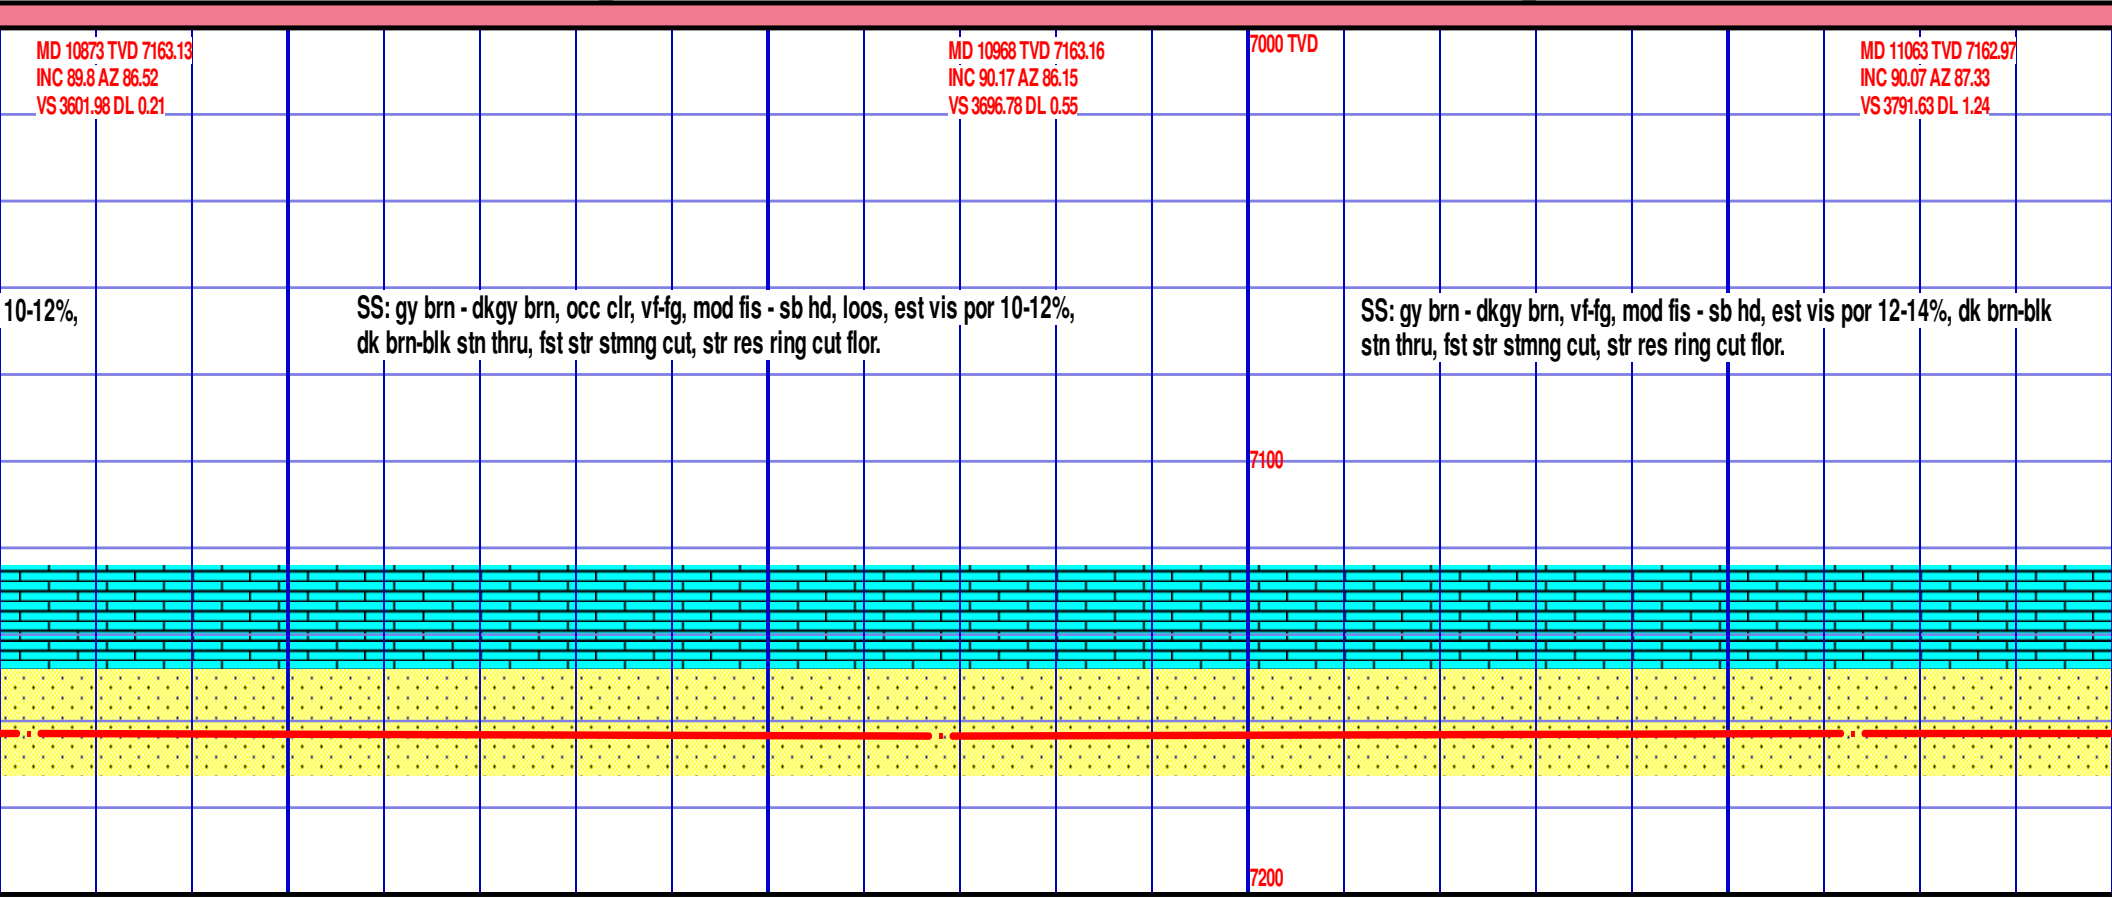 MD 10873 TVD 7163.13
INC 89.8 AZ 86.52
VS 3601.98 DL 0.21
MD 10968 TVD 7163.16
INC 90.17 AZ 86.15
VS 3696.78 DL 0.55
7000 TVD
MD 11063 TVD 7162.97
INC 90.07 AZ 87.33
VS 3791.63 DL 1.24
10-12%,
SS: gy brn - dkgy brn, occ clr, vf-fg, mod fis - sb hd, loos, est vis por 10-12%,
dk brn-blk stn thru, fst str stmng cut, str res ring cut flor.
SS: gy brn - dkgy brn, vf-fg, mod fis - sb hd, est vis por 12-14%, dk brn-blk
stn thru, fst str stmng cut, str res ring cut flor.
7100
7200